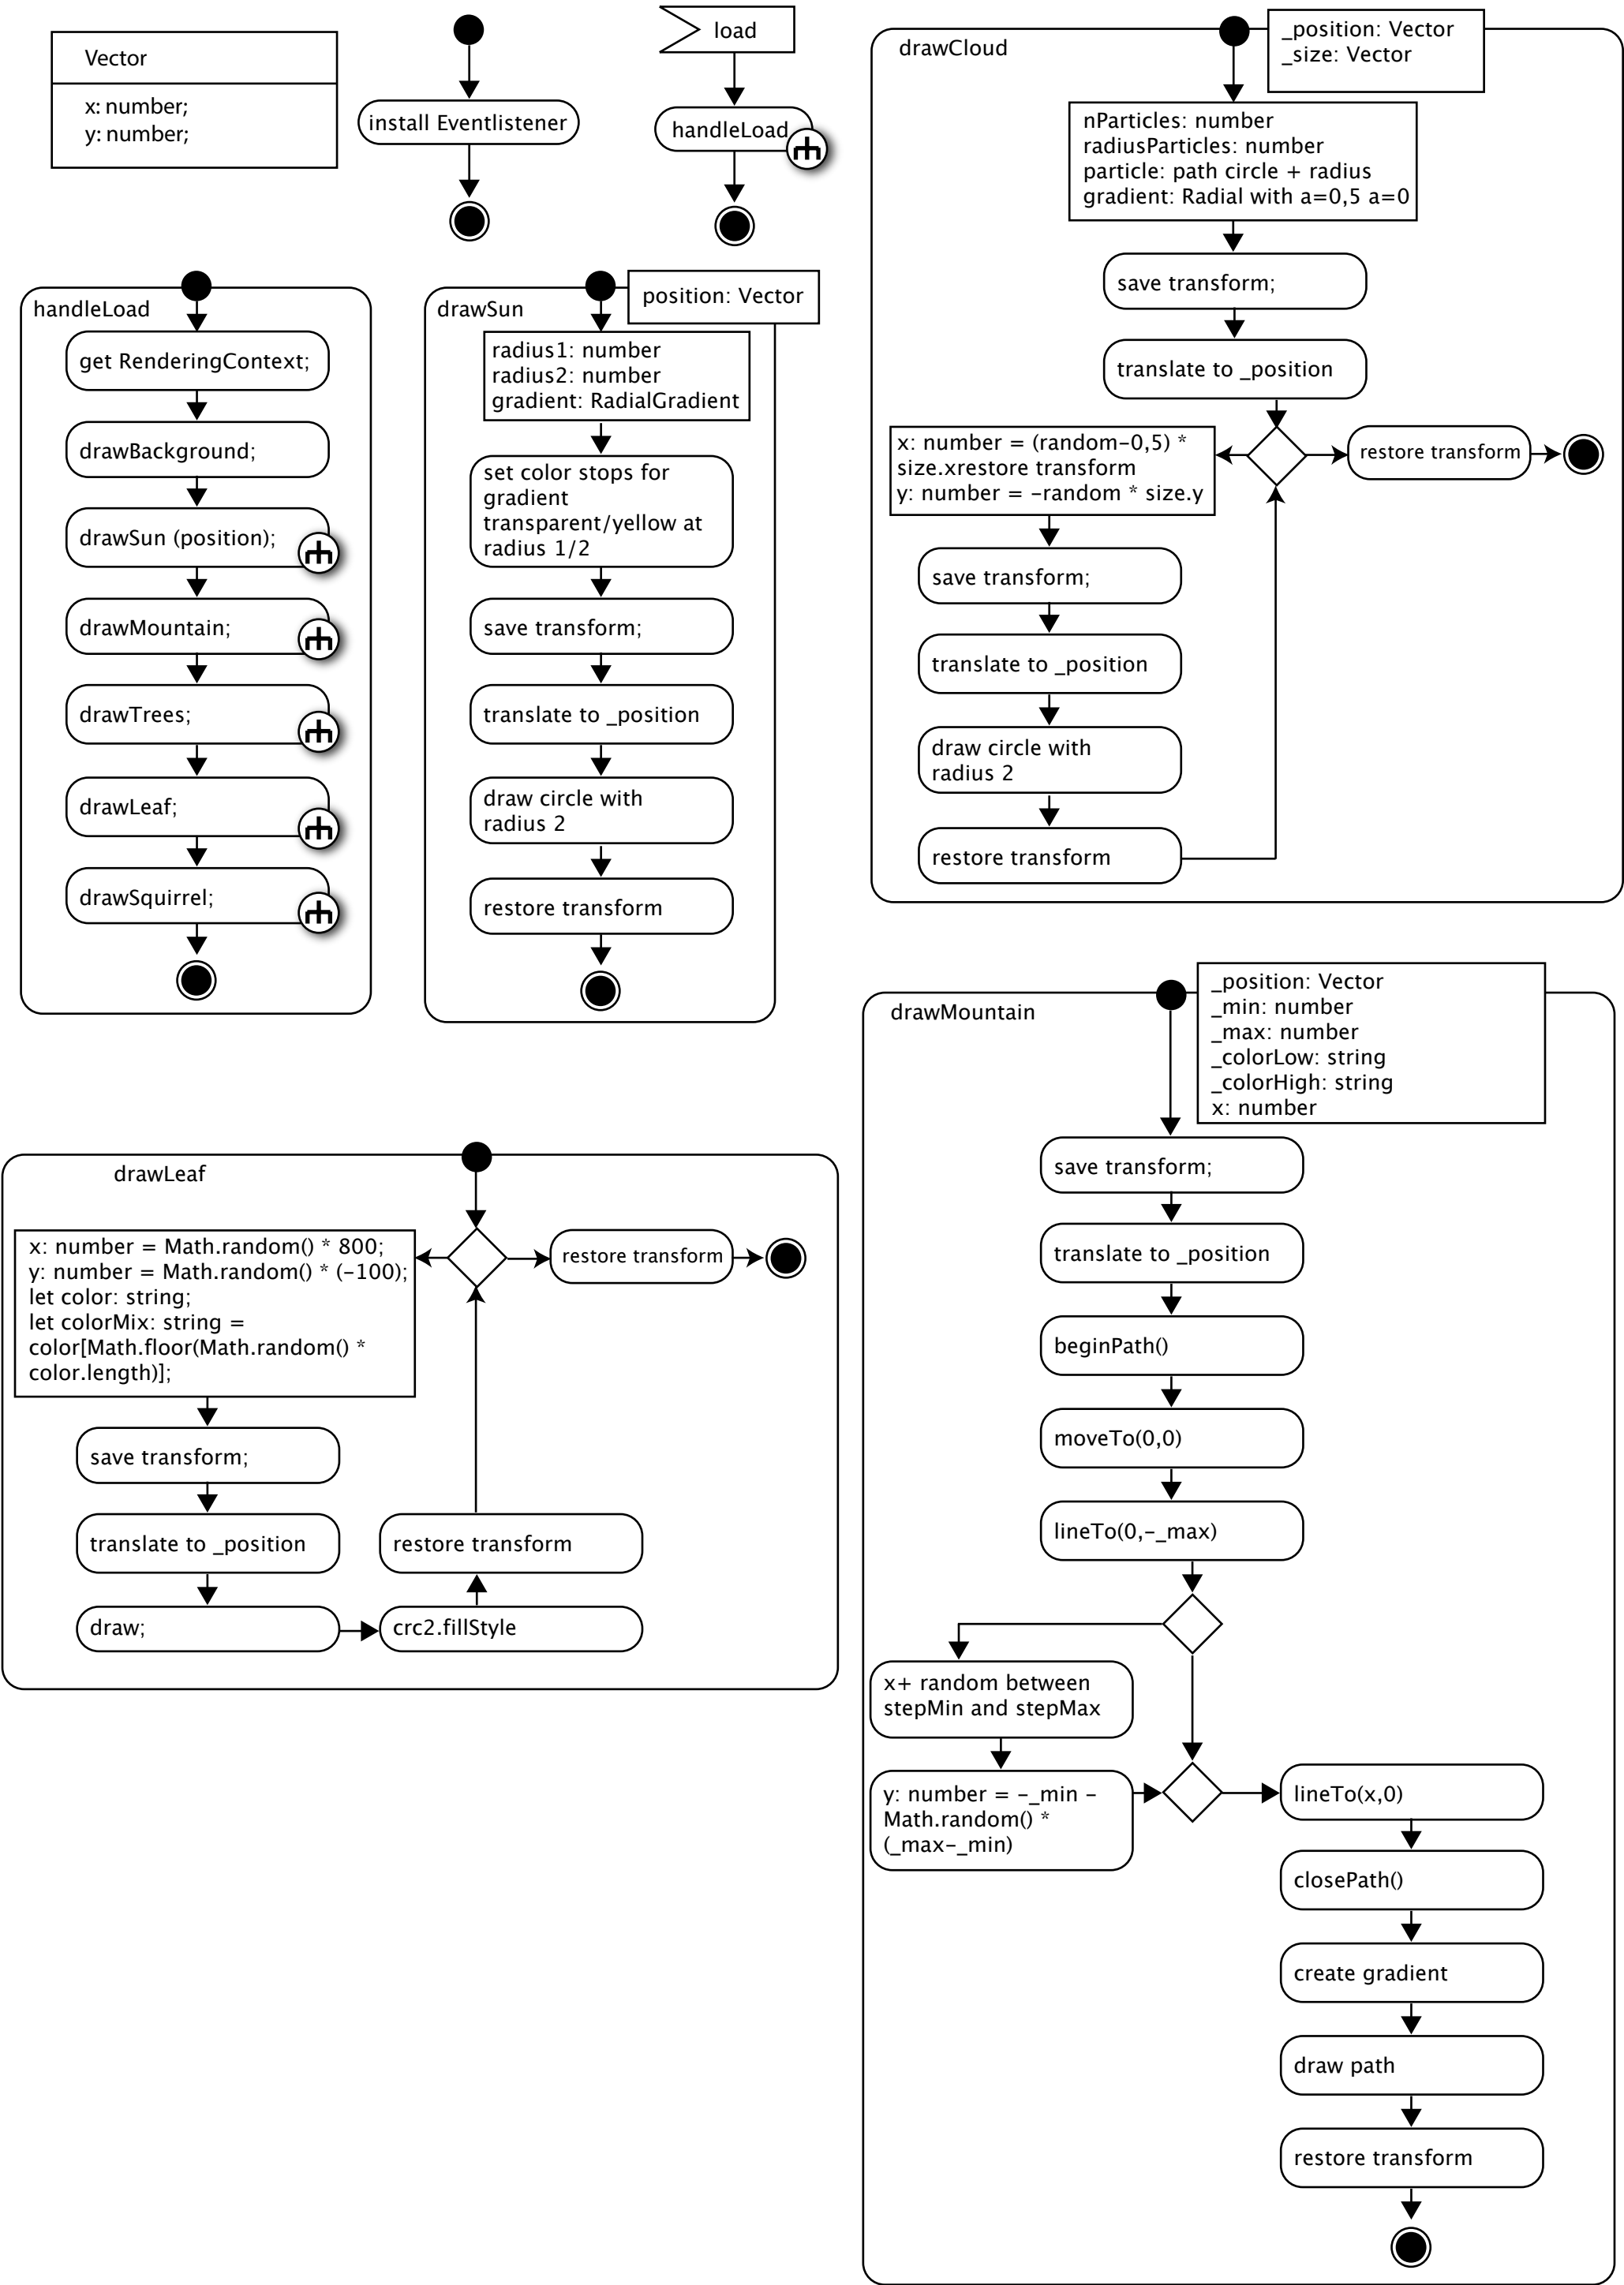 Vector
x: number;
y: number;
install Eventlistener
load
handleLoad
handleLoad
get RenderingContext;
drawBackground;
drawSun (position);
drawMountain;
drawTrees;
drawLeaf;
drawSquirrel;
drawSun
position: Vector
radius1: number
radius2: number
gradient: RadialGradient
set color stops for
gradient
transparent/yellow at
radius 1/2
save transform;
translate to _position
draw circle with
radius 2
restore transform
drawCloud
_position: Vector
_size: Vector
nParticles: number
radiusParticles: number
particle: path circle + radius
gradient: Radial with a=0,5 a=0
save transform;
translate to _position
x: number = (random-0,5) *
size.xrestore transform
y: number = -random * size.y
restore transform
save transform;
translate to _position
draw circle with
radius 2
restore transform
drawMountain
_position: Vector
_min: number
_max: number
_colorLow: string
_colorHigh: string
x: number
save transform;
translate to _position
beginPath()
moveTo(0,0)
lineTo(0,-_max)
x+ random between
stepMin and stepMax
y: number = -_min -
Math.random() *
(_max-_min)
lineTo(x,0)
closePath()
create gradient
draw path
restore transform
drawLeaf
x: number = Math.random() * 800;
y: number = Math.random() * (-100);
let color: string;
let colorMix: string =
color[Math.floor(Math.random() *
color.length)];
restore transform
save transform;
translate to _position
draw;
crc2.fillStyle
restore transform